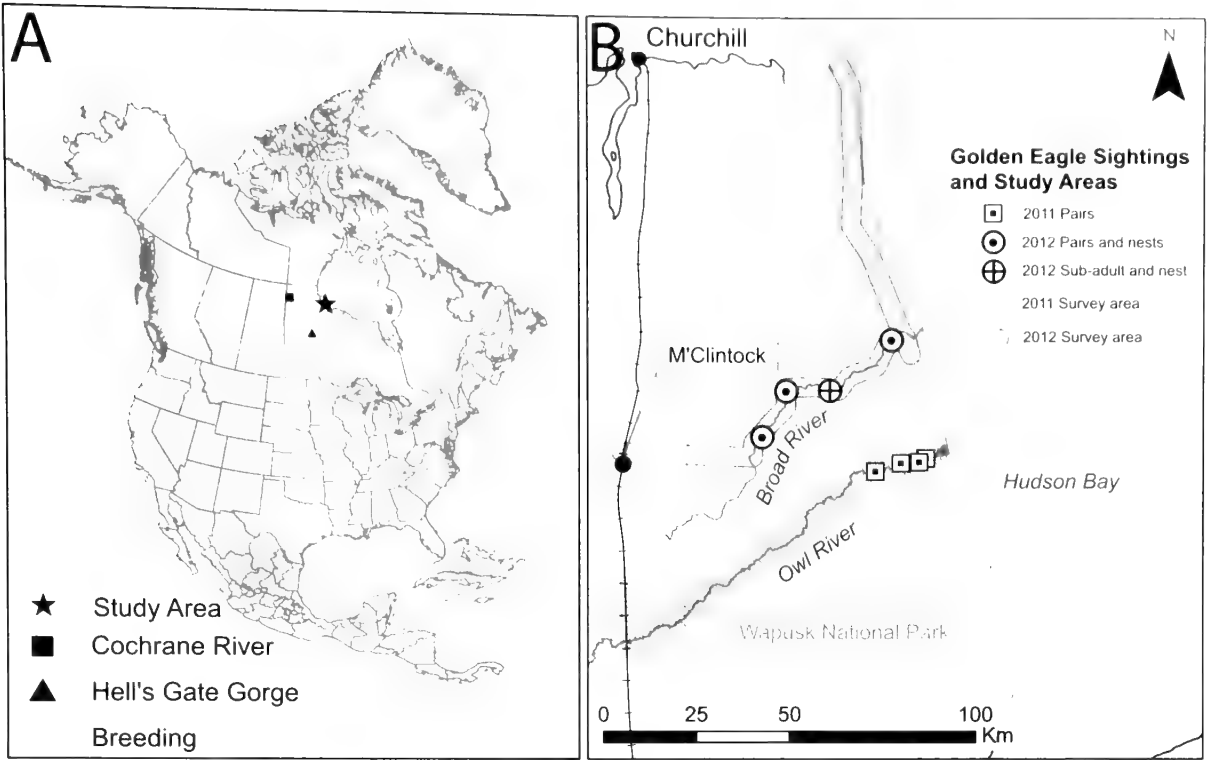 A
Study Area
Cochrane River
Hell's Gate Gorge
Breeding
B
Churchill
N
Golden Eagle Sightings
and Study Areas
2011 Pairs
2012 Pairs and nests
2012 Sub-adult and nest
2011 Survey area
2012 Survey area
M'Clintock
Broad River
Hudson Bay
Owl River
Wapusk National Park
0 25 50 100
Km